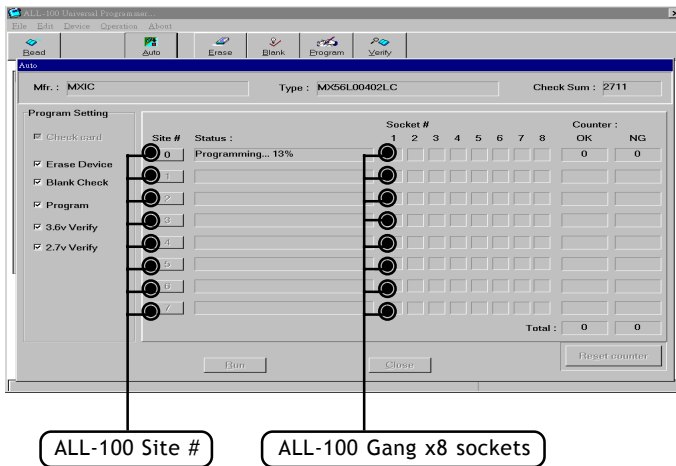 ALL-100 Universal Programmer...
File Edit Device Operation About
Read Auto Erase Blank Program Verify
Auto
Mfr. : MXIC Type : MX56L00402LC Check Sum : 2711
Program Setting
Check card
Erase Device
Blank Check
Program
3.6v Verify
2.7v Verify
Socket # Counter :
Site # Status : 1 2 3 4 5 6 7 8 OK NG
0 Programming... 13% 0 0
1
2
3
4
5
6
7
Total : 0 0
Run Close Reset counter
ALL-100 Site # ALL-100 Gang x8 sockets